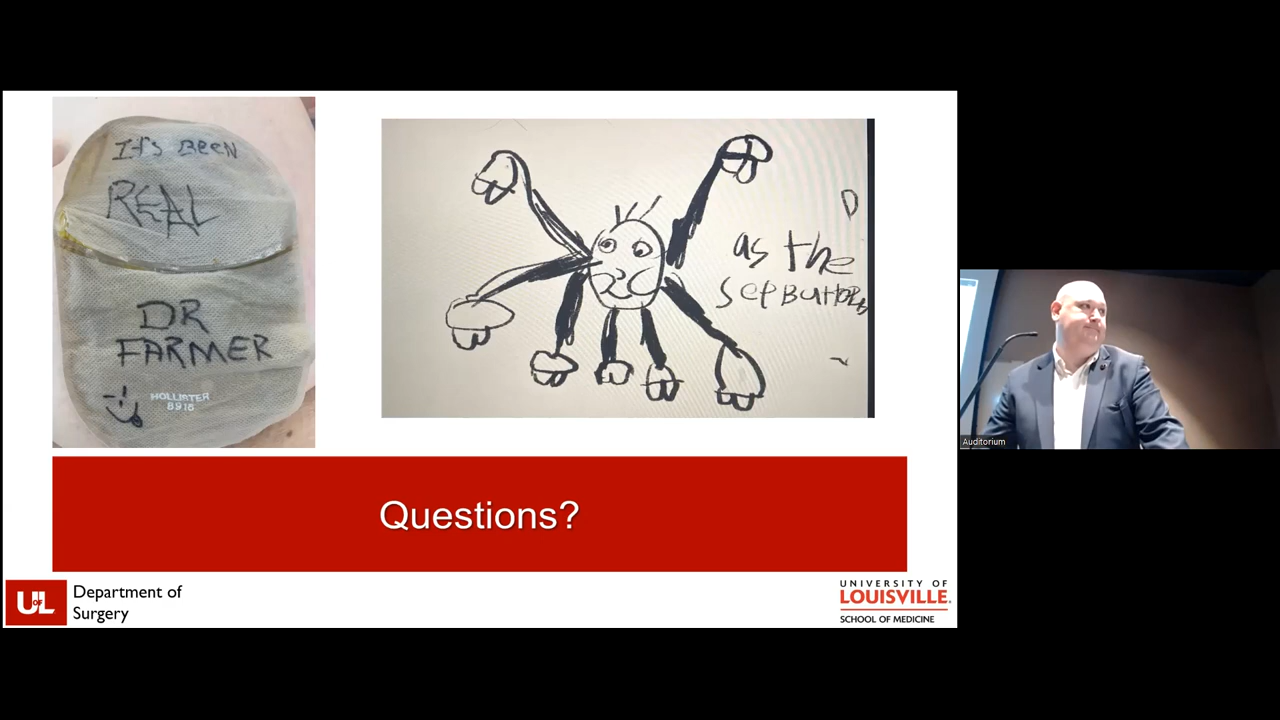 It's BEEN
REAL
DR
FARMER
HOLLISTER
8916
D
as the
Questions?
UofL
Department of
Surgery
UNIVERSITY OF
LOUISVILLE.
SCHOOL OF MEDICINE
Auditorium